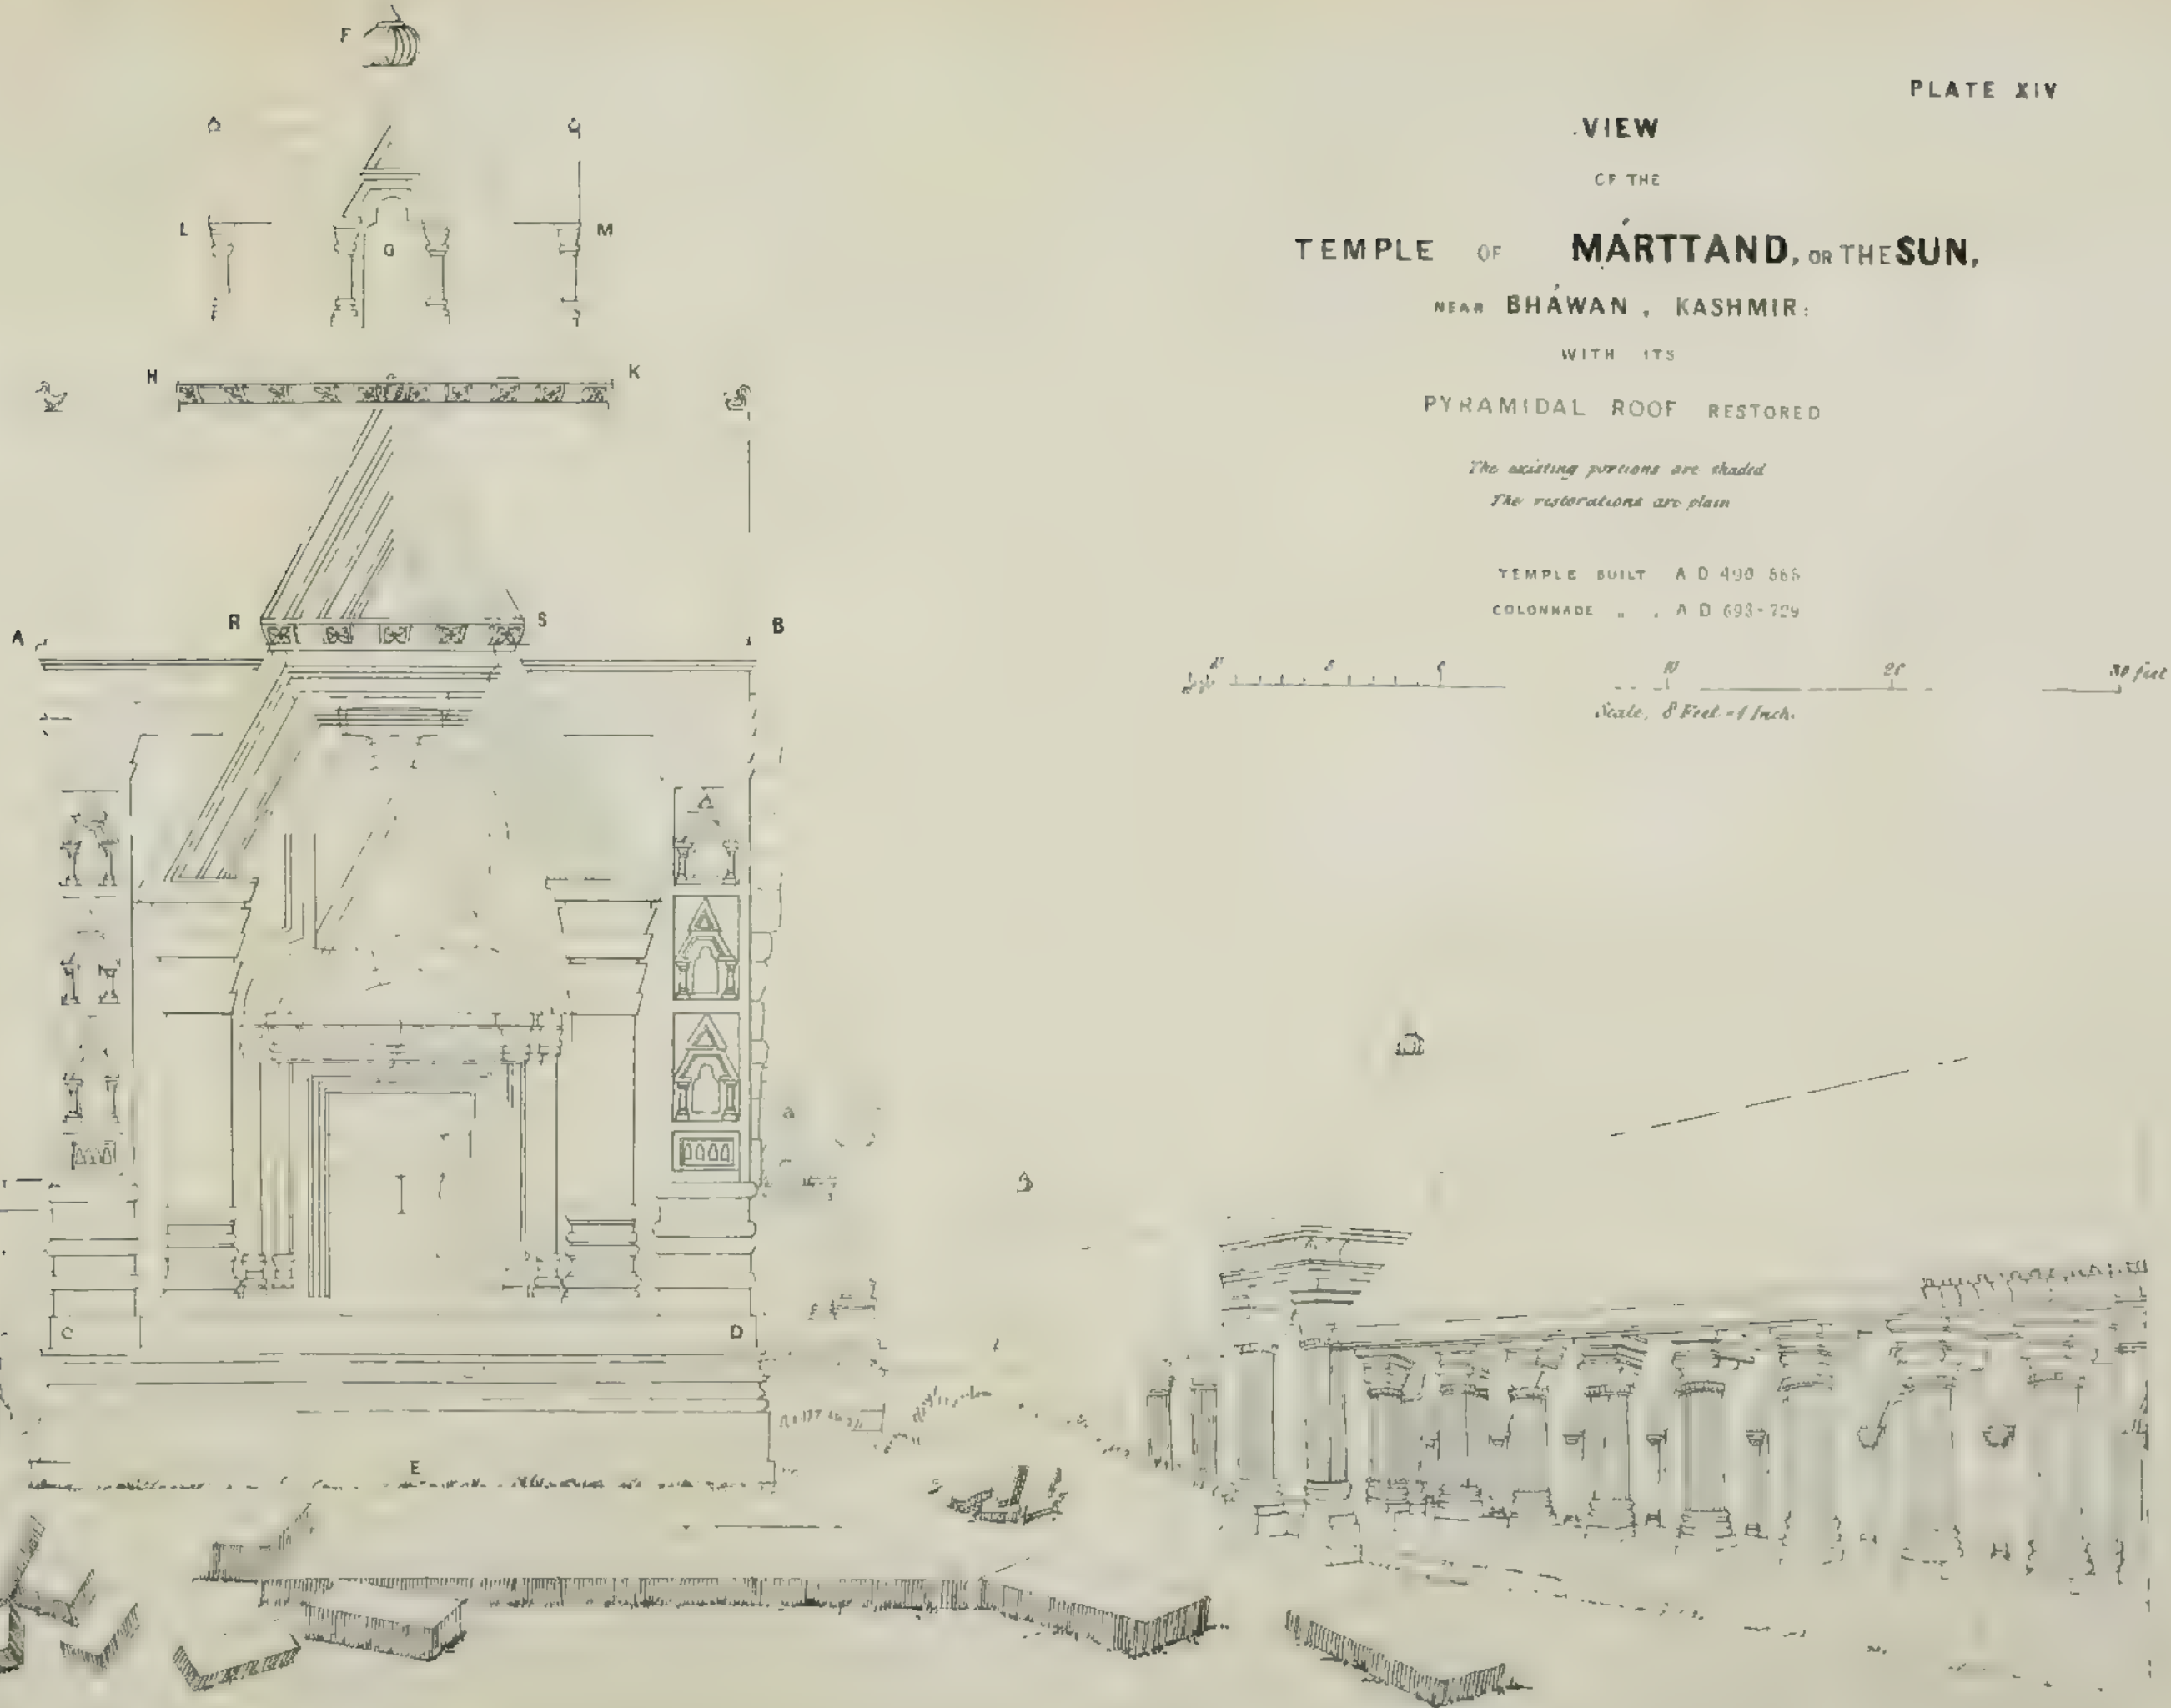 PLATE XIV
VIEW
OF THE
TEMPLE OF MÁRTTAND, OR THE SUN,
NEAR BHÁWAN, KASHMIR:
WITH ITS
PYRAMIDAL ROOF RESTORED
The existing portions are shaded
The restorations are plain
TEMPLE BUILT A D 490
COLONNADE " A D 693-729
10 5 10 20 30 feet
Scale, 8 Feet = 1 Inch.
F
L G M
H K
R S
A B
C D
E